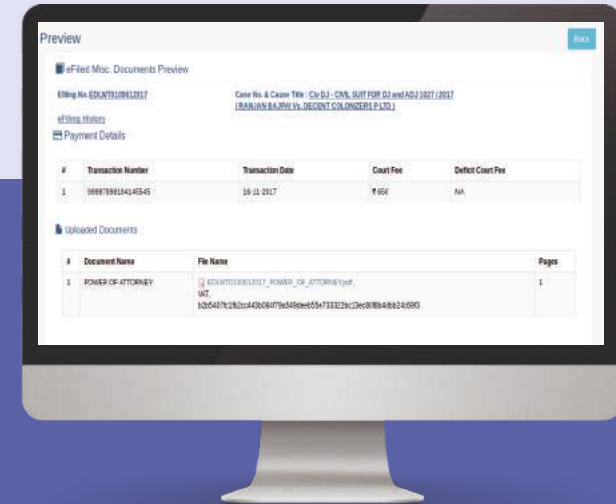 Preview
Back
eFiled Misc. Documents Preview
Efiling No. EDLWT0100612017
Case No. & Cause Title : Civ DJ - CIVIL SUIT FOR DJ and ADJ 1027 / 2017
( RANJAN BAJPAI Vs. DECENT COLONIZERS P LTD )
eFiling History
Payment Details
# Transaction Number Transaction Date Court Fee Deficit Court Fee
1 16-11-2017 ₹ 650 NA
Uploaded Documents
# Document Name File Name Pages
1 POWER OF ATTORNEY EDLWT0100612017_POWER_OF_ATTORNEY.pdf, 1
VAT,